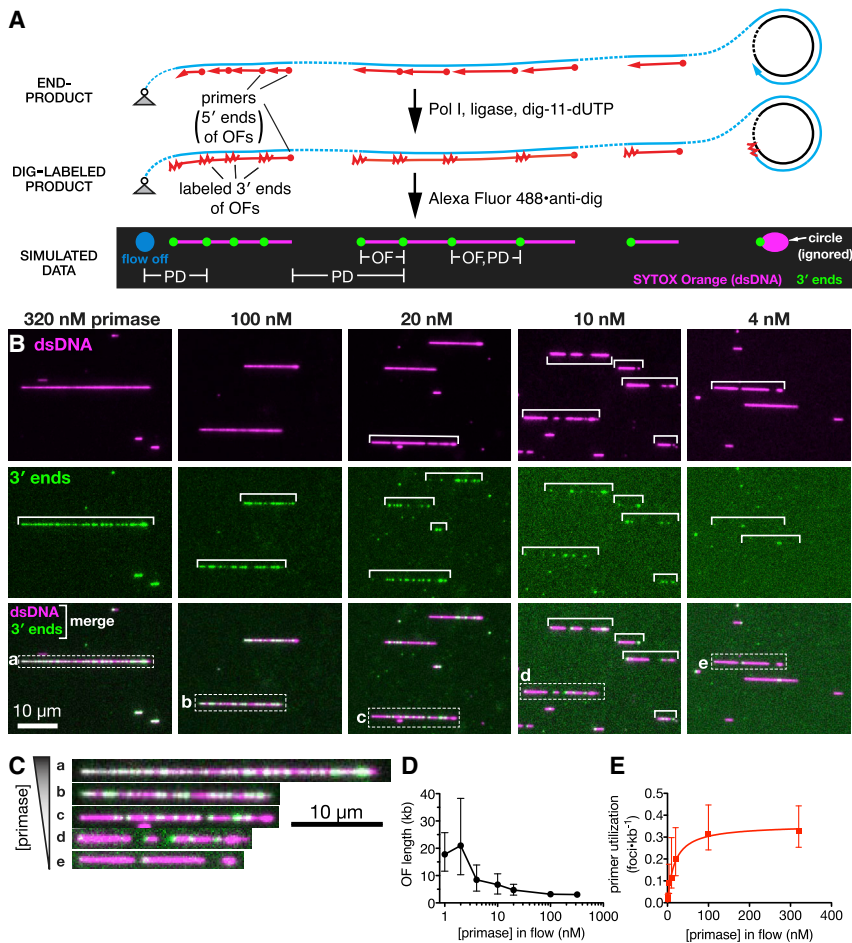 A
END-
PRODUCT
primers
(5′ ends
of OFs)
Pol I, ligase, dig-11-dUTP
DIG-LABELED
PRODUCT
labeled 3′ ends
of OFs
Alexa Fluor 488•anti-dig
SIMULATED
DATA
flow off
PD
PD
OF
OF,PD
circle
(ignored)
SYTOX Orange (dsDNA) 3′ ends
320 nM primase 100 nM 20 nM 10 nM 4 nM
B
dsDNA
3′ ends
dsDNA
3′ ends
merge
a
b
c
d
e
10 µm
C
[primase]
a
b
c
d
e
10 µm
D
OF length (kb)
40
30
20
10
0
1 10 100 1000
[primase] in flow (nM)
E
primer utilization
(foci•kb⁻¹)
0.5
0.4
0.3
0.2
0.1
0.0
0 100 200 300 400
[primase] in flow (nM)